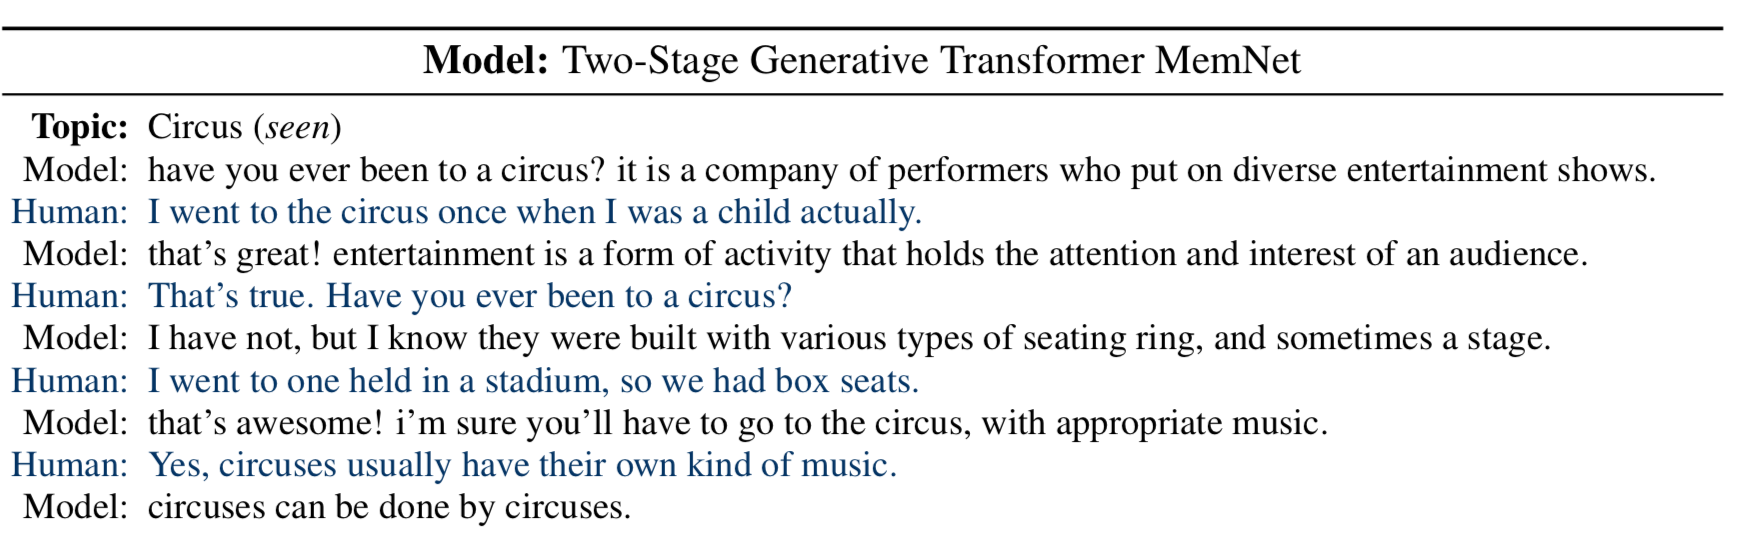 Model: Two-Stage Generative Transformer MemNet
Topic: Circus (seen)
Model: have you ever been to a circus? it is a company of performers who put on diverse entertainment shows.
Human: I went to the circus once when I was a child actually.
Model: that’s great! entertainment is a form of activity that holds the attention and interest of an audience.
Human: That’s true. Have you ever been to a circus?
Model: I have not, but I know they were built with various types of seating ring, and sometimes a stage.
Human: I went to one held in a stadium, so we had box seats.
Model: that’s awesome! i’m sure you’ll have to go to the circus, with appropriate music.
Human: Yes, circuses usually have their own kind of music.
Model: circuses can be done by circuses.